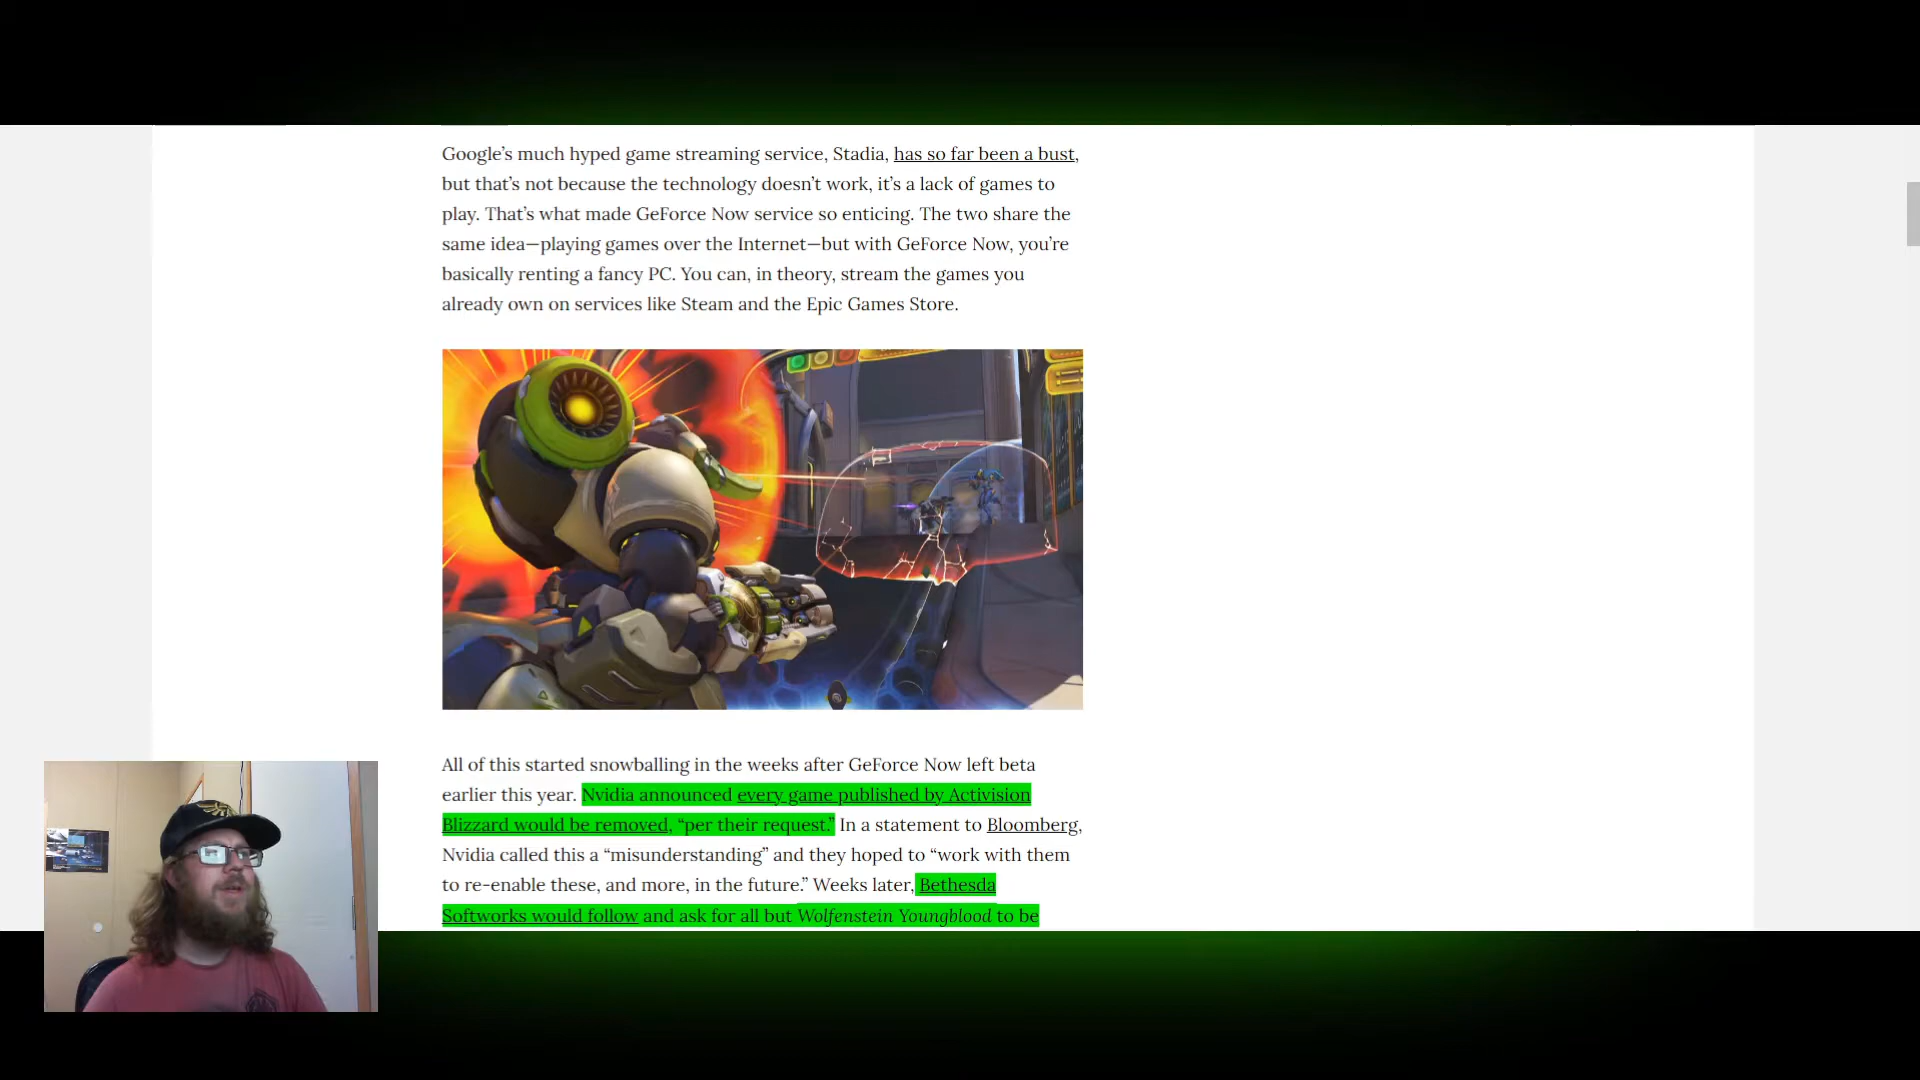 Google’s much hyped game streaming service, Stadia, has so far been a bust,
but that’s not because the technology doesn’t work, it’s a lack of games to
play. That’s what made GeForce Now service so enticing. The two share the
same idea—playing games over the Internet—but with GeForce Now, you’re
basically renting a fancy PC. You can, in theory, stream the games you
already own on services like Steam and the Epic Games Store.
All of this started snowballing in the weeks after GeForce Now left beta
earlier this year. Nvidia announced every game published by Activision
Blizzard would be removed, “per their request.” In a statement to Bloomberg,
Nvidia called this a “misunderstanding” and they hoped to “work with them
to re-enable these, and more, in the future.” Weeks later, Bethesda
Softworks would follow and ask for all but Wolfenstein Youngblood to be